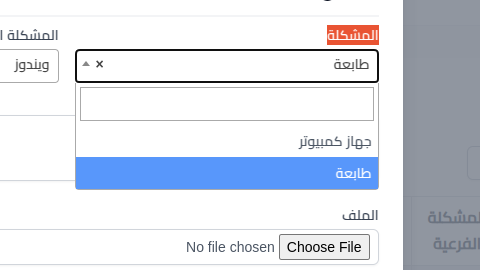 المشكلة
المشكلة ا
طابعة ×
ويندوز
جهاز كمبيوتر
طابعة
المشكلة
الفرعية
الملف
Choose File No file chosen